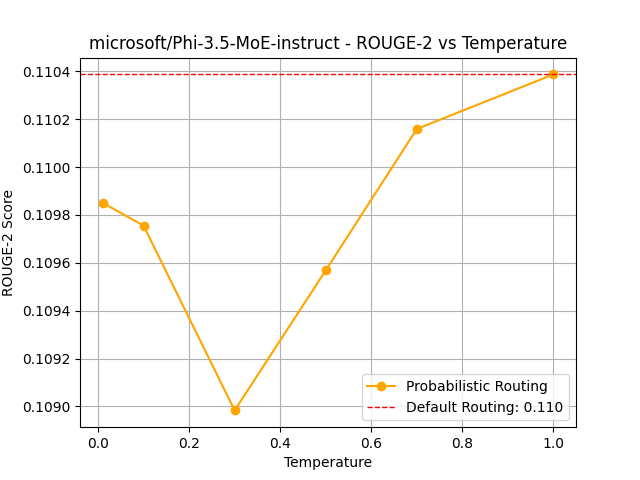 microsoft/Phi-3.5-MoE-instruct - ROUGE-2 vs Temperature
ROUGE-2 Score
0.1104
0.1102
0.1100
0.1098
0.1096
0.1094
0.1092
0.1090
Probabilistic Routing
Default Routing: 0.110
0.0 0.2 0.4 0.6 0.8 1.0
Temperature